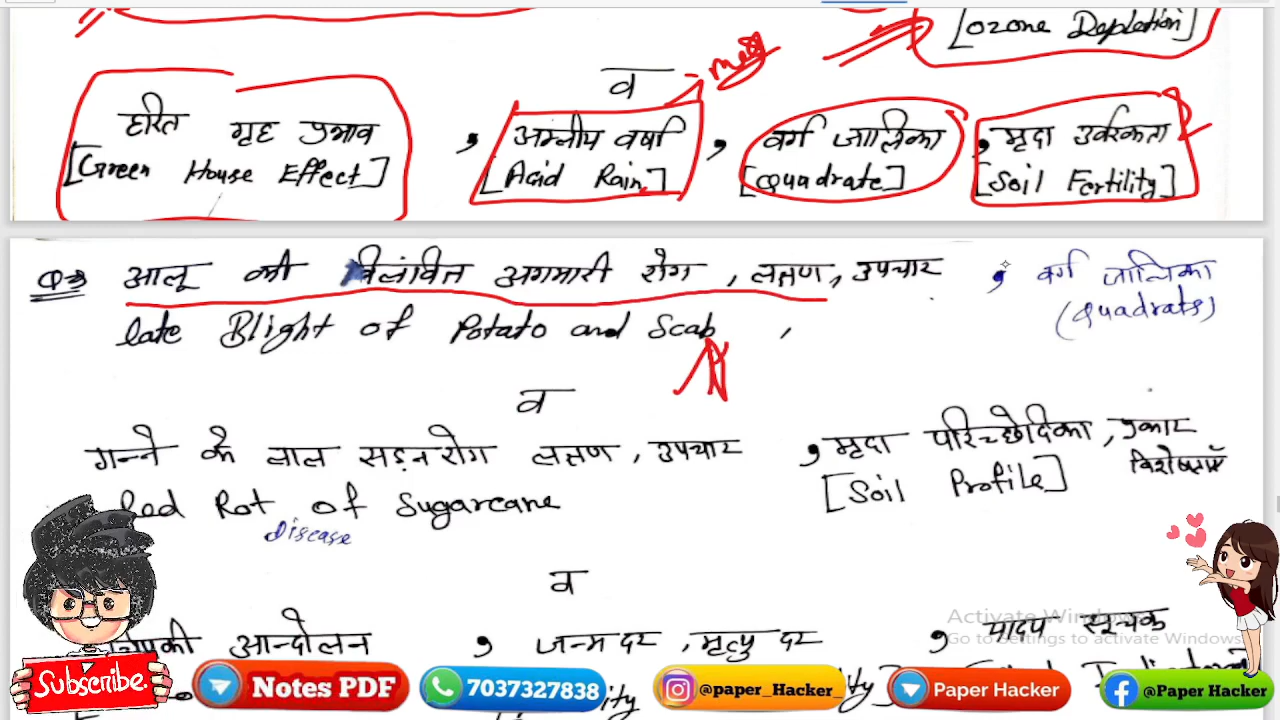 [Ozone Depletion]
व
हरित गृह प्रभाव , अम्लीय वर्षा , वर्ग जालिका , मृदा उर्वरकता
[Green House Effect] [Acid Rain] [Quadrate] [Soil Fertility]
आलू की विलंवित अगमारी रोग , लक्षण , उपचार , वर्ग जालिका
late Blight of Potato and Scab , (Quadrats)
व
गन्ने के लाल सड़न रोग लक्षण , उपचार , मृदा परिच्छेदिका , प्रकार
विशेषताएँ
Red Rot of Sugarcane [Soil Profile]
disease
व
चिपको आन्दोलन , जन्म दर , मृत्यु दर , पादप सूचक
Activate Windows
Go to Settings to activate Windows.
Subscribe.
Notes PDF
7037327838
@paper_Hacker_
Paper Hacker
@Paper Hacker